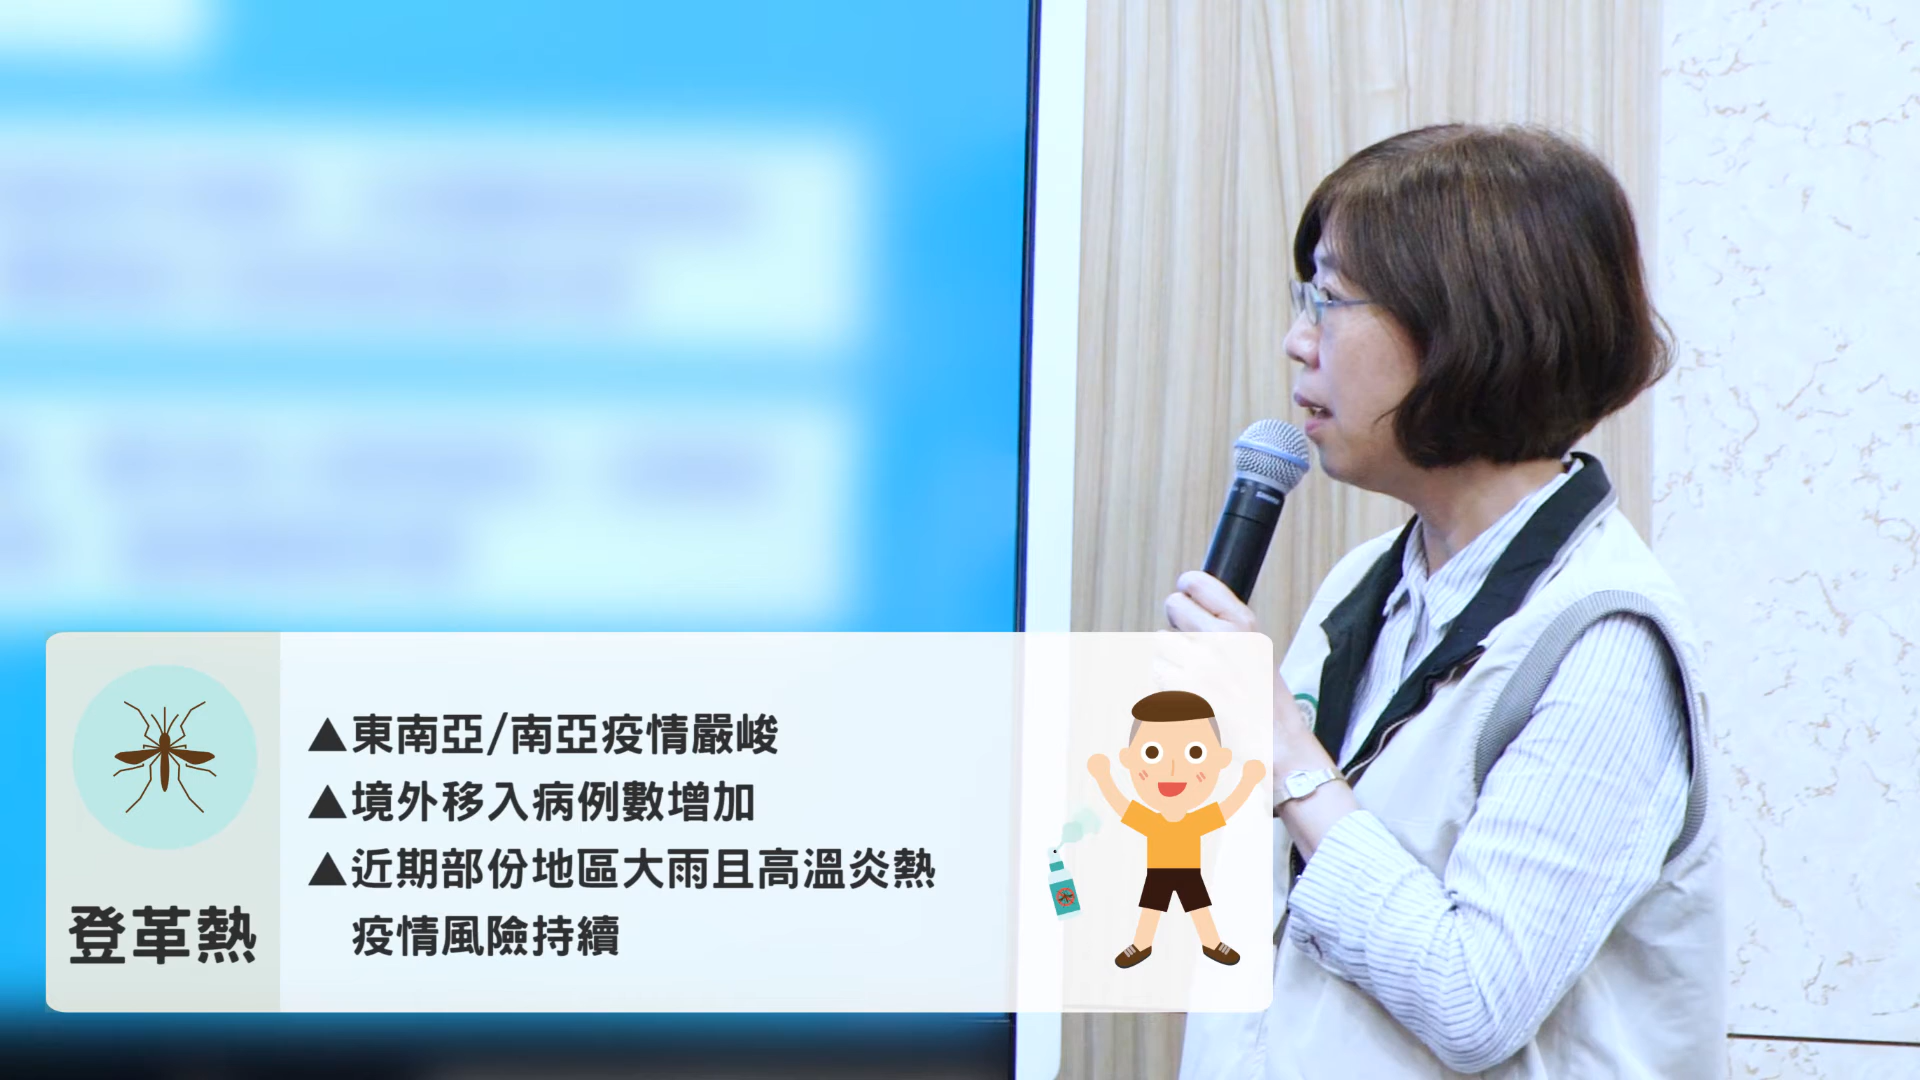 登革熱
▲東南亞/南亞疫情嚴峻
▲境外移入病例數增加
▲近期部份地區大雨且高溫炎熱
疫情風險持續